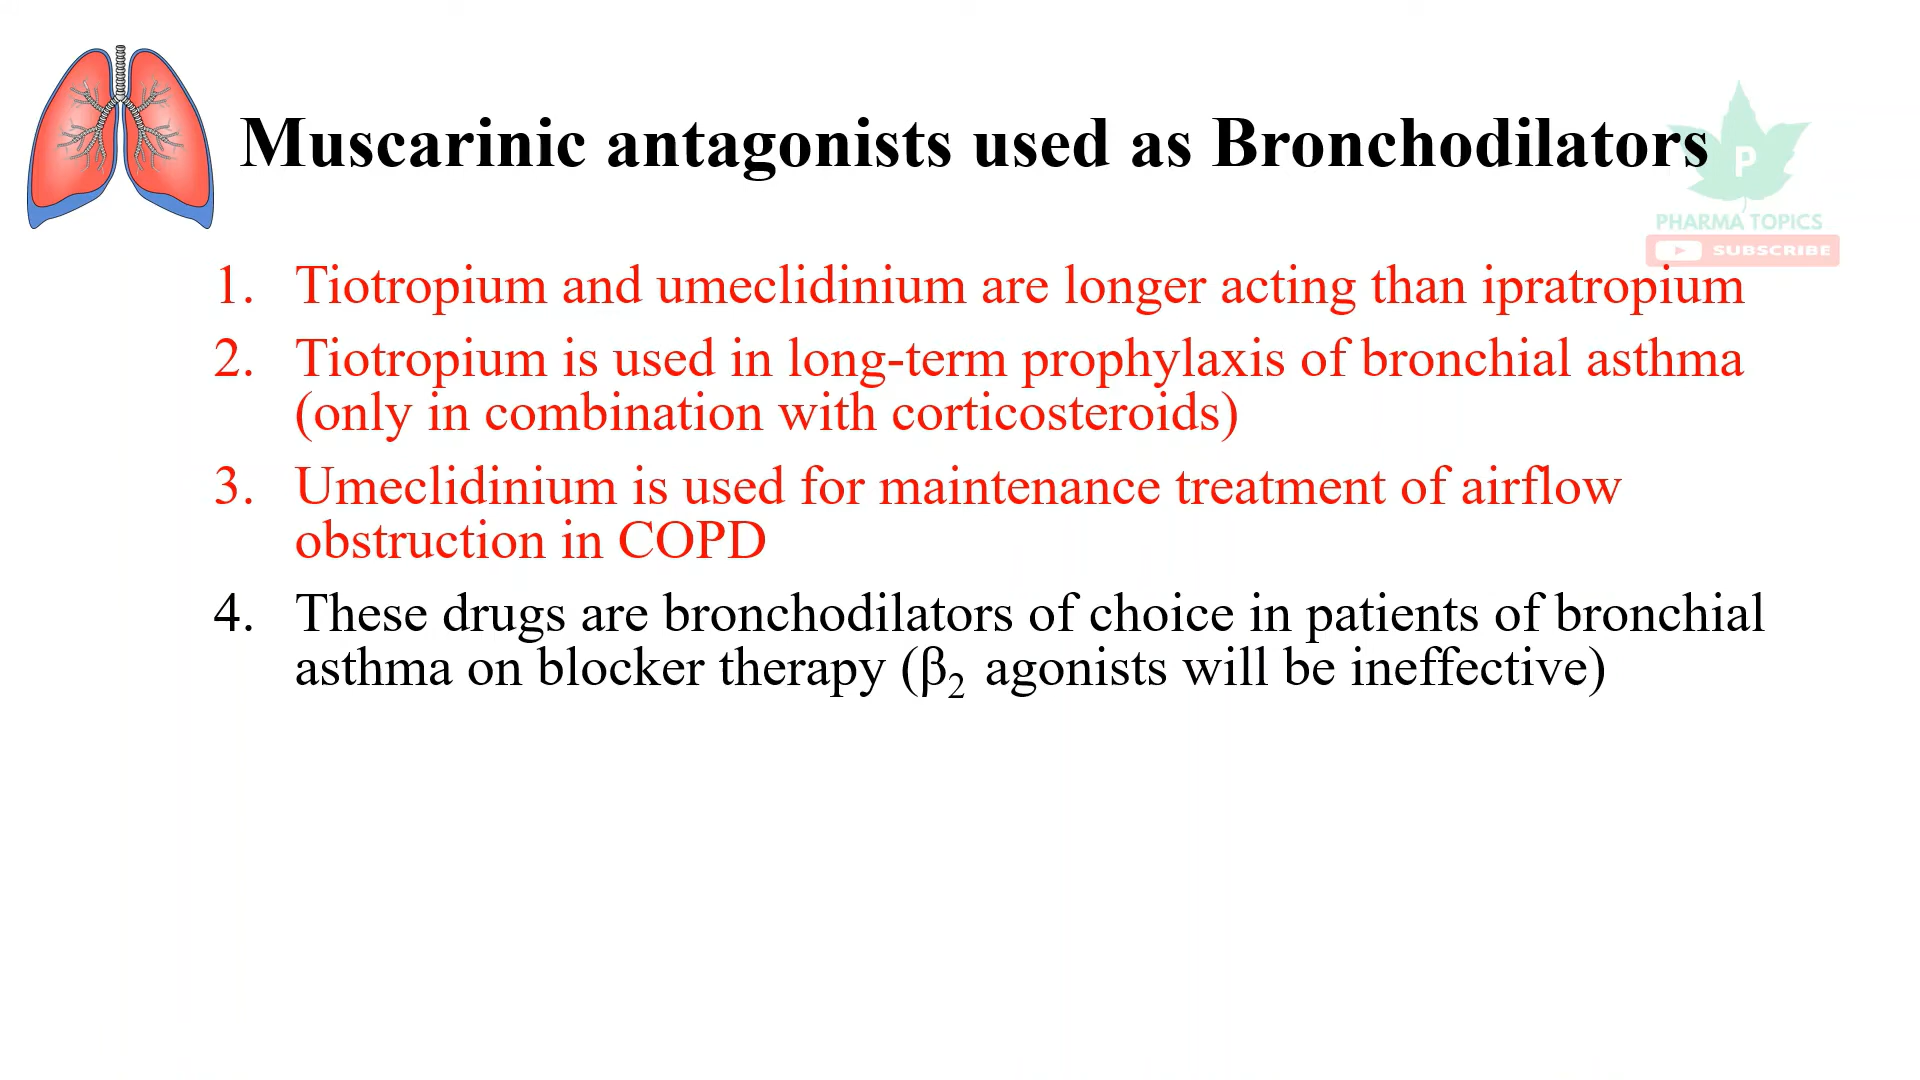 Muscarinic antagonists used as Bronchodilators
P
PHARMA TOPICS
SUBSCRIBE
1. Tiotropium and umeclidinium are longer acting than ipratropium
2. Tiotropium is used in long-term prophylaxis of bronchial asthma
(only in combination with corticosteroids)
3. Umeclidinium is used for maintenance treatment of airflow
obstruction in COPD
4. These drugs are bronchodilators of choice in patients of bronchial
asthma on blocker therapy (β₂ agonists will be ineffective)